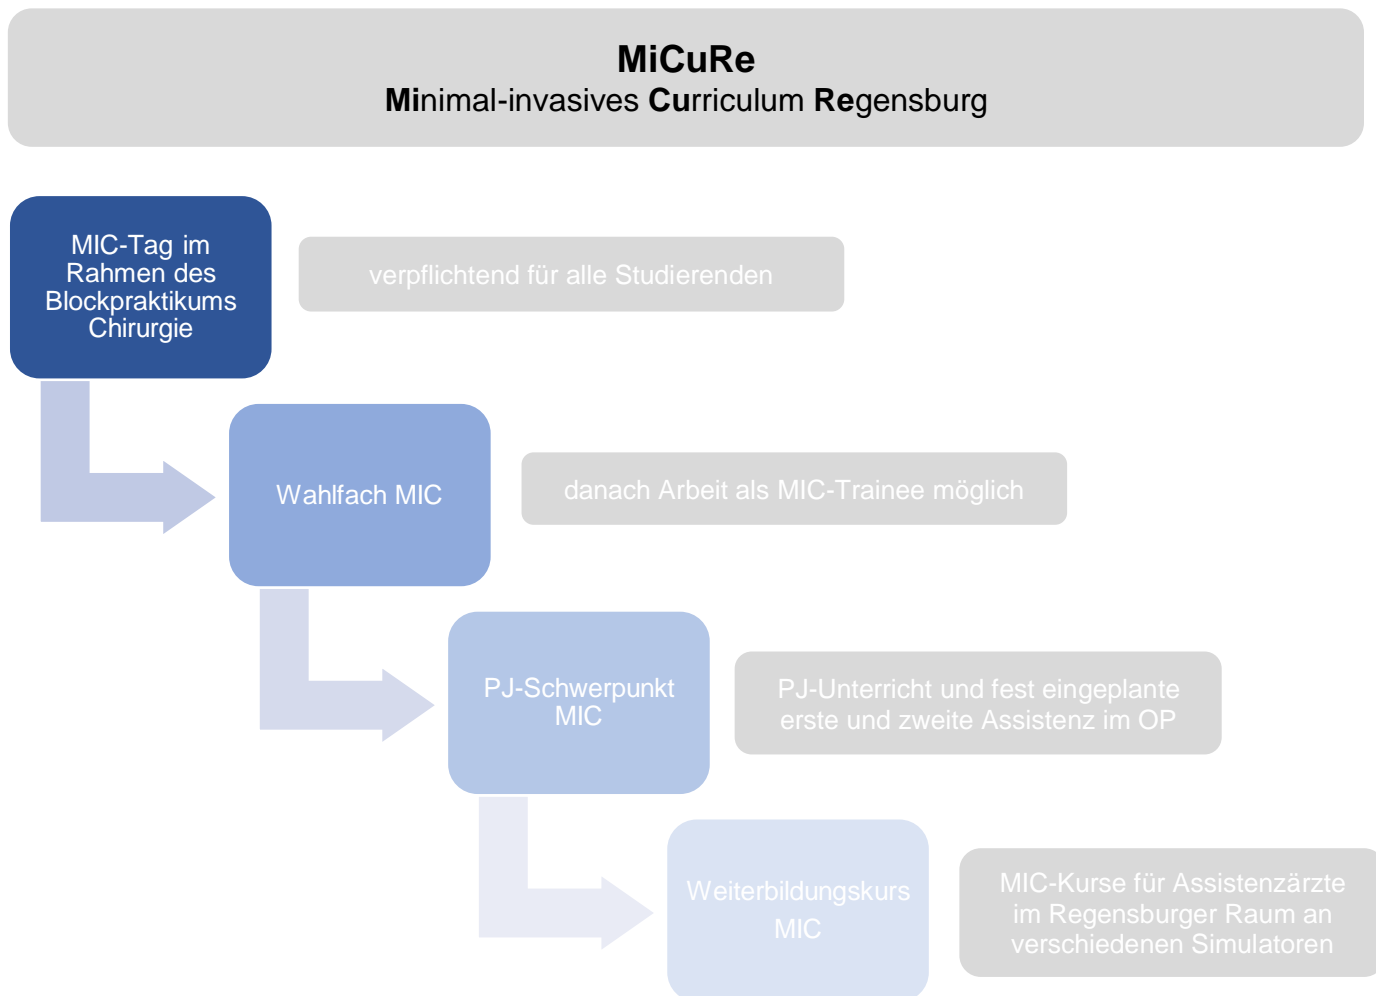 MiCuRe
Minimal-invasives Curriculum Regensburg
MIC-Tag im
Rahmen des
Blockpraktikums
Chirurgie
verpflichtend für alle Studierenden
Wahlfach MIC
danach Arbeit als MIC-Trainee möglich
PJ-Schwerpunkt
MIC
PJ-Unterricht und fest eingeplante
erste und zweite Assistenz im OP
Weiterbildungskurs
MIC
MIC-Kurse für Assistenzärzte
im Regensburger Raum an
verschiedenen Simulatoren